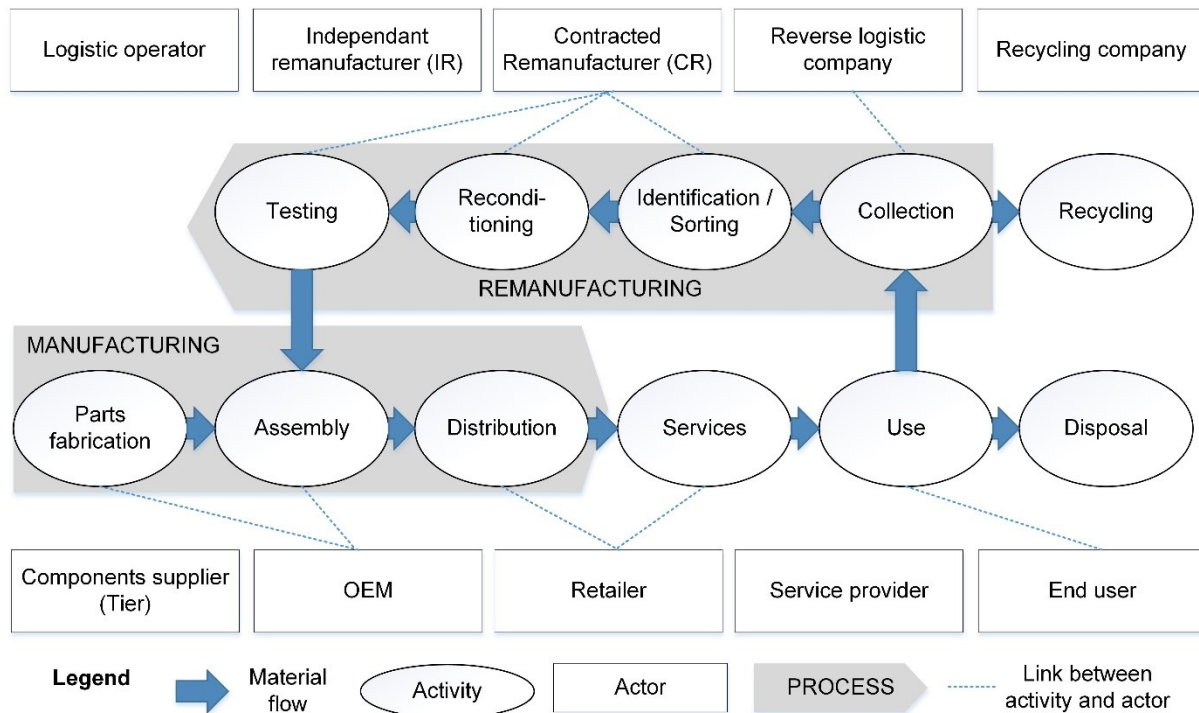 Logistic operator
Independant
remanufacturer (IR)
Contracted
Remanufacturer (CR)
Reverse logistic
company
Recycling company
Testing
Recondi-
tioning
Identification /
Sorting
Collection
Recycling
REMANUFACTURING
MANUFACTURING
Parts
fabrication
Assembly
Distribution
Services
Use
Disposal
Components supplier
(Tier)
OEM
Retailer
Service provider
End user
Legend
Material
flow
Activity
Actor
PROCESS
Link between
activity and actor